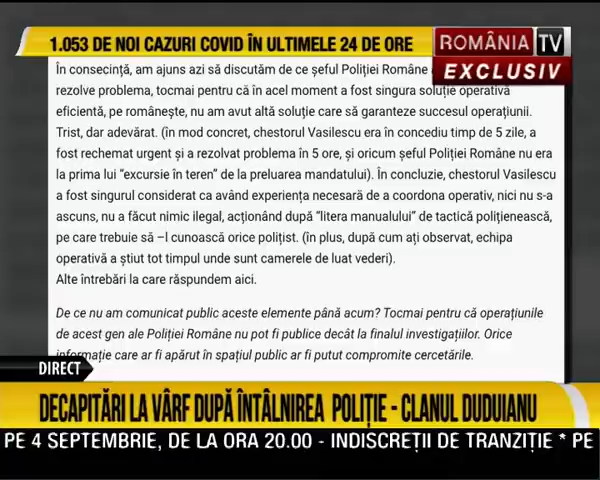 1.053 DE NOI CAZURI COVID ÎN ULTIMELE 24 DE ORE
ROMÂNIA TV
EXCLUSIV
În consecință, am ajuns azi să discutăm de ce șeful Poliției Române
rezolve problema, tocmai pentru că în acel moment a fost singura soluție operativă
eficientă, pe românește, nu am avut altă soluție care să garanteze succesul operațiunii.
Trist, dar adevărat. (în mod concret, chestorul Vasilescu era în concediu timp de 5 zile, a
fost rechemat urgent și a rezolvat problema în 5 ore, și oricum șeful Poliției Române nu era
la prima lui “excursie în teren” de la preluarea mandatului). În concluzie, chestorul Vasilescu
a fost singurul considerat ca având experiența necesară de a coordona operativ, nici nu s-a
ascuns, nu a făcut nimic ilegal, acționând după “litera manualului” de tactică polițienească,
pe care trebuie să –l cunoască orice polițist. (în plus, după cum ați observat, echipa
operativă a știut tot timpul unde sunt camerele de luat vederi).
Alte întrebări la care răspundem aici.
De ce nu am comunicat public aceste elemente până acum? Tocmai pentru că operațiunile
de acest gen ale Poliției Române nu pot fi publice decât la finalul investigațiilor. Orice
informație care ar fi apărut în spațiul public ar fi putut compromite cercetările.
DIRECT
DECAPITĂRI LA VÂRF DUPĂ ÎNTÂLNIREA POLIȚIE - CLANUL DUDUIANU
PE 4 SEPTEMBRIE, DE LA ORA 20.00 - INDISCREȚII DE TRANZIȚIE * PE